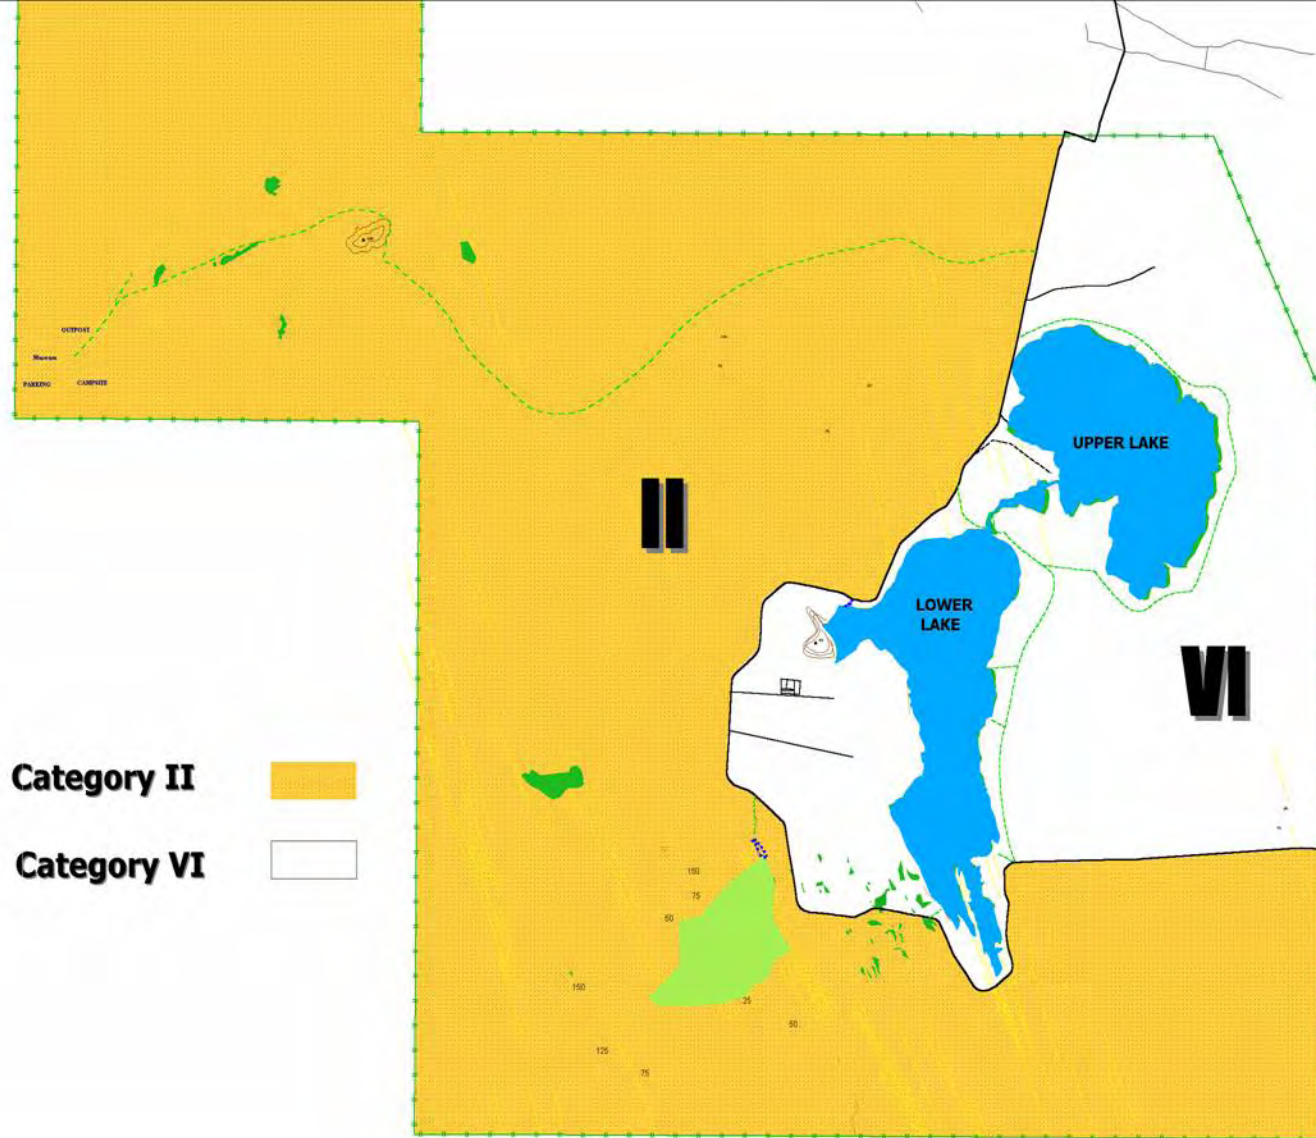 OUTPOST
Museum
PARKING
CAMPSITE
UPPER LAKE
II
LOWER
LAKE
VI
Category II
Category VI
150
75
50
150
25
50
125
75